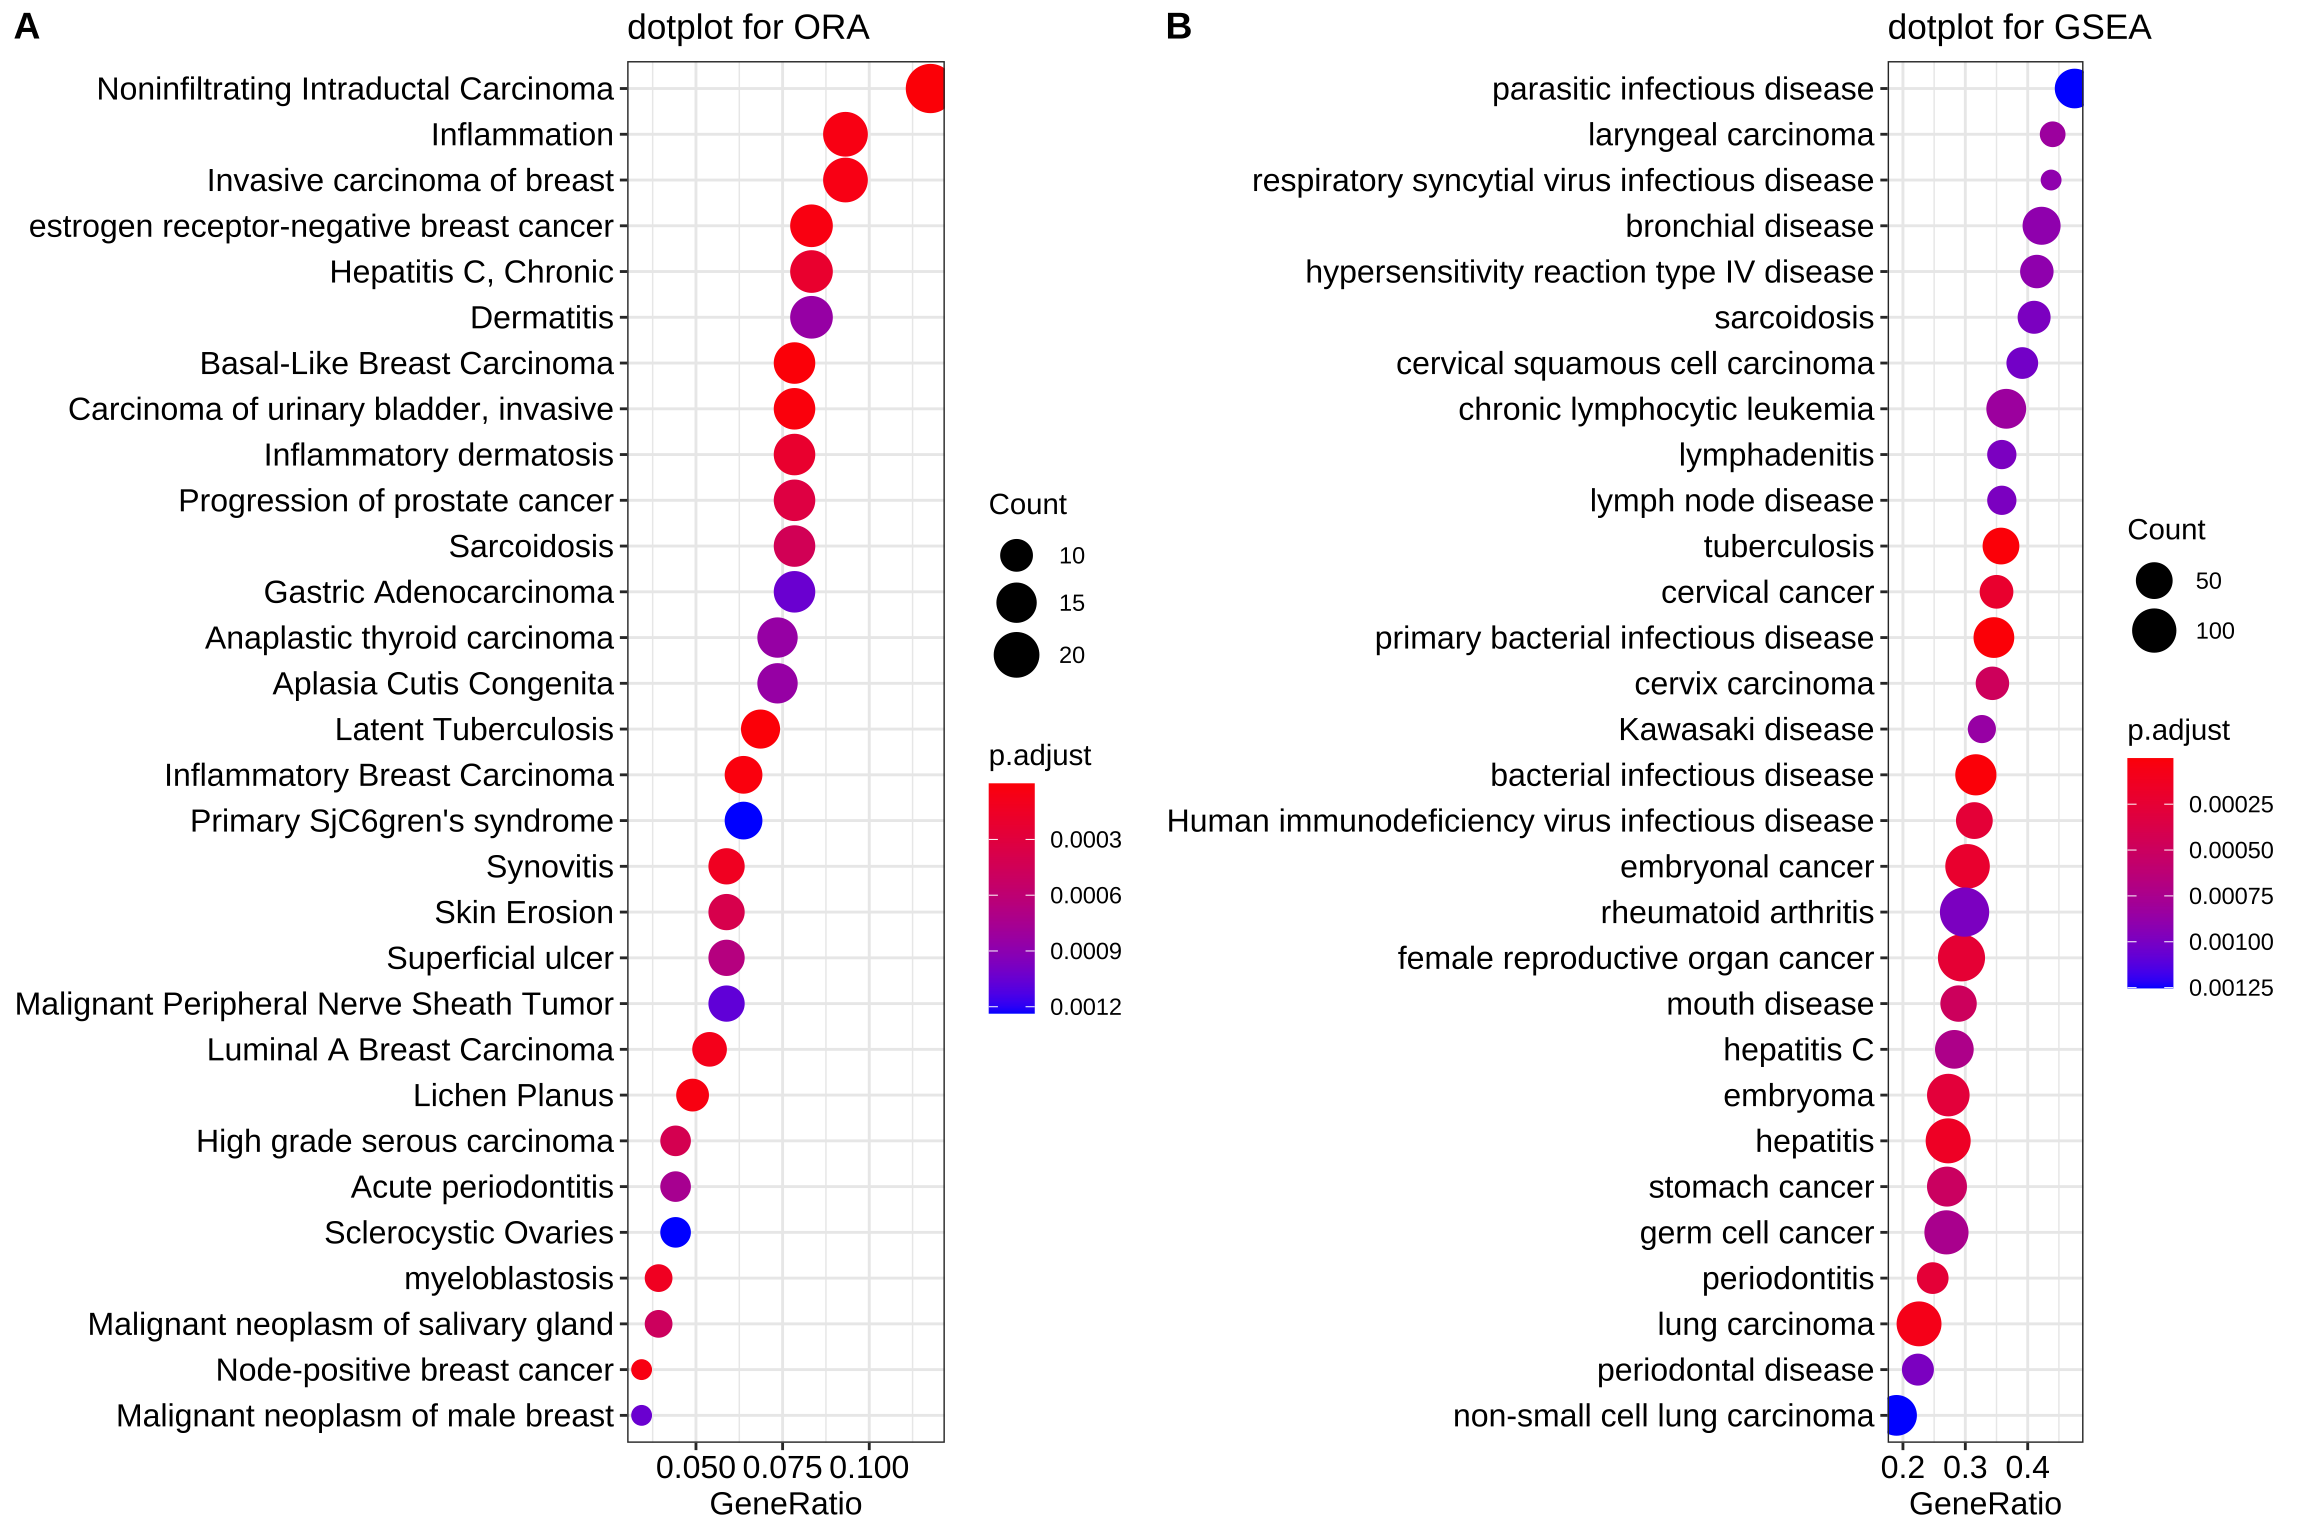 A
dotplot for ORA
Noninfiltrating Intraductal Carcinoma
Inflammation
Invasive carcinoma of breast
estrogen receptor-negative breast cancer
Hepatitis C, Chronic
Dermatitis
Basal-Like Breast Carcinoma
Carcinoma of urinary bladder, invasive
Inflammatory dermatosis
Progression of prostate cancer
Sarcoidosis
Gastric Adenocarcinoma
Anaplastic thyroid carcinoma
Aplasia Cutis Congenita
Latent Tuberculosis
Inflammatory Breast Carcinoma
Primary SjC6gren's syndrome
Synovitis
Skin Erosion
Superficial ulcer
Malignant Peripheral Nerve Sheath Tumor
Luminal A Breast Carcinoma
Lichen Planus
High grade serous carcinoma
Acute periodontitis
Sclerocystic Ovaries
myeloblastosis
Malignant neoplasm of salivary gland
Node-positive breast cancer
Malignant neoplasm of male breast
0.050 0.075 0.100
GeneRatio
Count
10
15
20
p.adjust
0.0003
0.0006
0.0009
0.0012
B
dotplot for GSEA
parasitic infectious disease
laryngeal carcinoma
respiratory syncytial virus infectious disease
bronchial disease
hypersensitivity reaction type IV disease
sarcoidosis
cervical squamous cell carcinoma
chronic lymphocytic leukemia
lymphadenitis
lymph node disease
tuberculosis
cervical cancer
primary bacterial infectious disease
cervix carcinoma
Kawasaki disease
bacterial infectious disease
Human immunodeficiency virus infectious disease
embryonal cancer
rheumatoid arthritis
female reproductive organ cancer
mouth disease
hepatitis C
embryoma
hepatitis
stomach cancer
germ cell cancer
periodontitis
lung carcinoma
periodontal disease
non-small cell lung carcinoma
0.2 0.3 0.4
GeneRatio
Count
50
100
p.adjust
0.00025
0.00050
0.00075
0.00100
0.00125